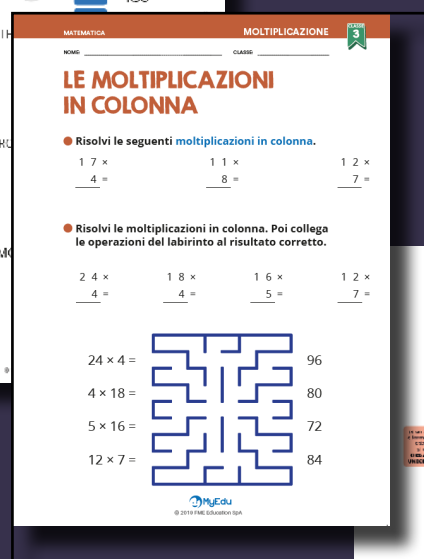 MATEMATICA
MOLTIPLICAZIONE
CLASSE
3
NOME:
CLASSE:
LE MOLTIPLICAZIONI
IN COLONNA
Risolvi le seguenti moltiplicazioni in colonna.
1 7 × 1 1 × 1 2 ×
4 = 8 = 7 =
Risolvi le moltiplicazioni in colonna. Poi collega
le operazioni del labirinto al risultato corretto.
2 4 × 1 8 × 1 6 × 1 2 ×
4 = 4 = 5 = 7 =
24 × 4 = 96
4 × 18 = 80
5 × 16 = 72
12 × 7 = 84
MyEdu
© 2019 FME Education SpA